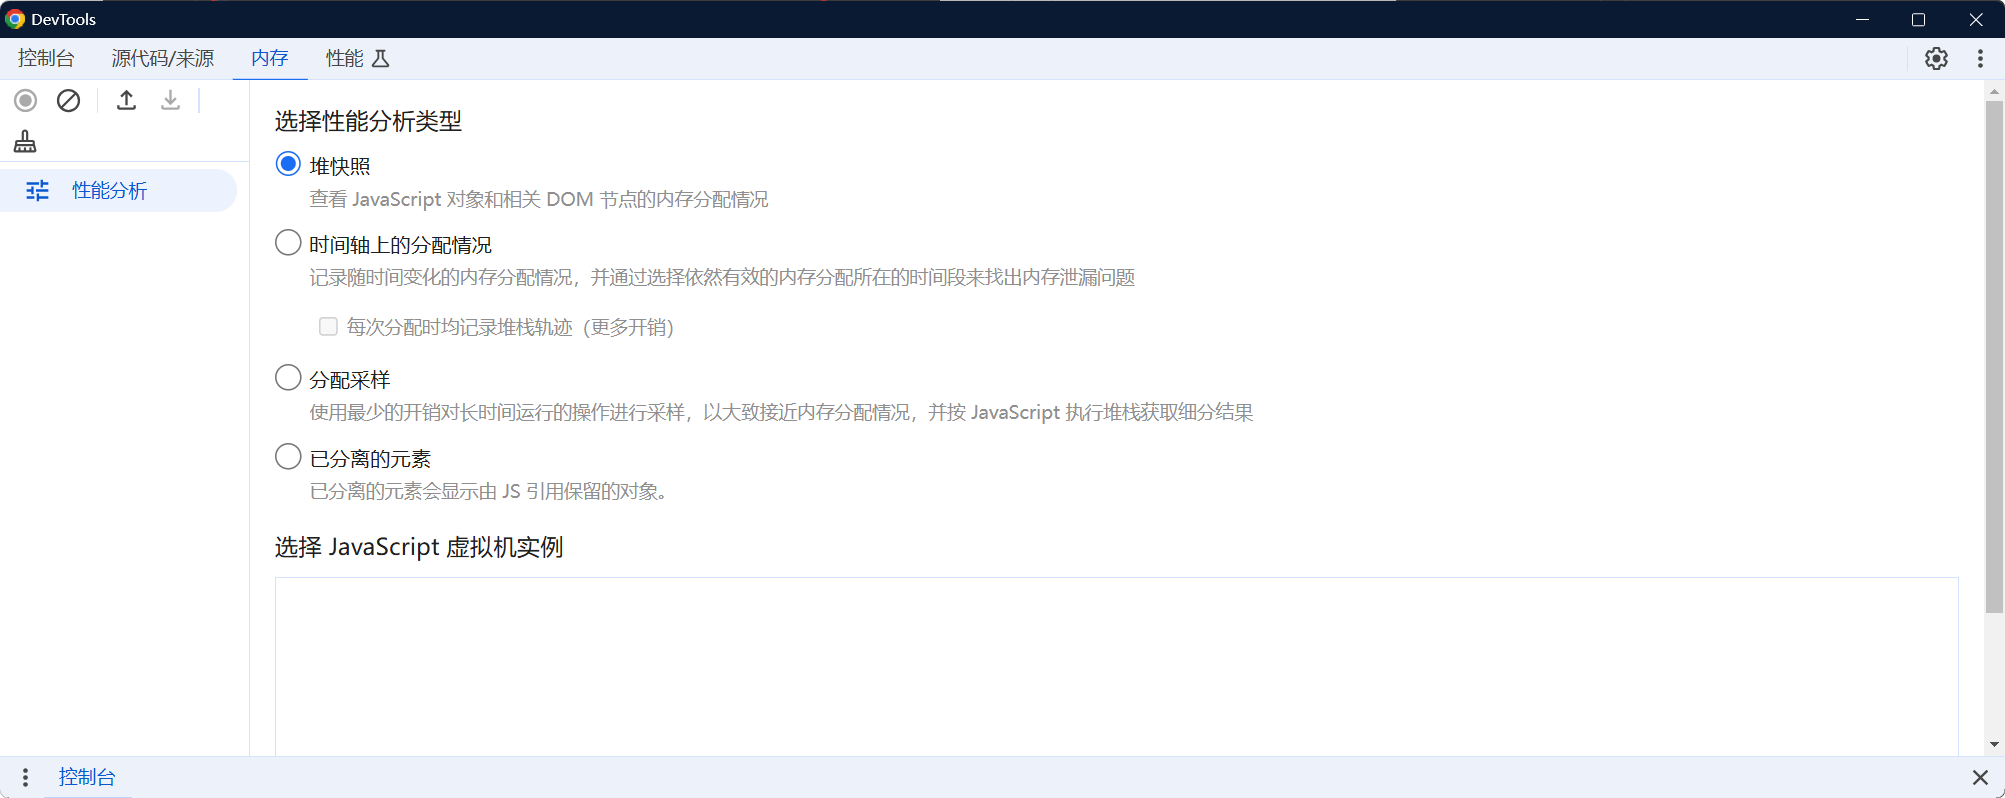 DevTools
控制台 源代码/来源 内存 性能
性能分析
选择性能分析类型
堆快照
查看 JavaScript 对象和相关 DOM 节点的内存分配情况
时间轴上的分配情况
记录随时间变化的内存分配情况，并通过选择依然有效的内存分配所在的时间段来找出内存泄漏问题
每次分配时均记录堆栈轨迹（更多开销）
分配采样
使用最少的开销对长时间运行的操作进行采样，以大致接近内存分配情况，并按 JavaScript 执行堆栈获取细分结果
已分离的元素
已分离的元素会显示由 JS 引用保留的对象。
选择 JavaScript 虚拟机实例
控制台